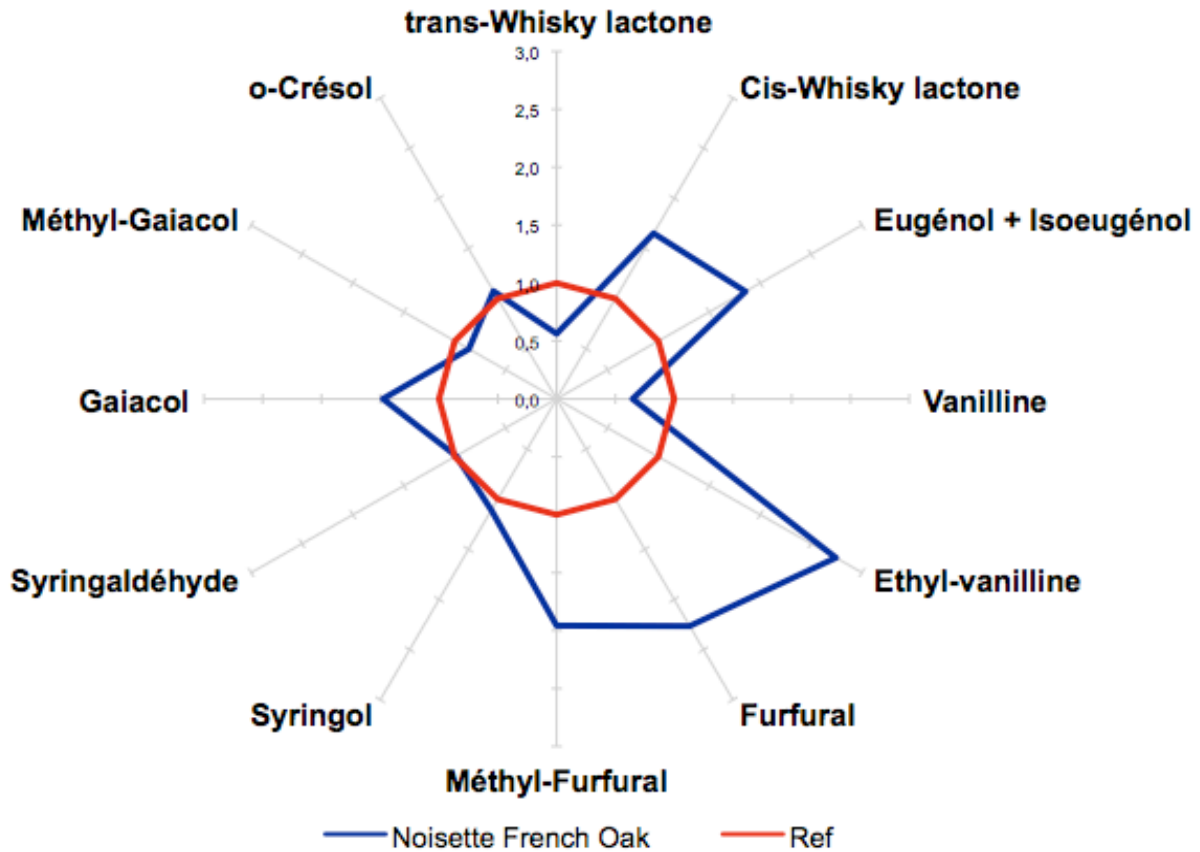 trans-Whisky lactone
3,0
o-Crésol
Cis-Whisky lactone
2,5
2,0
Méthyl-Gaiacol
Eugénol + Isoeugénol
1,5
1,0
0,5
Gaiacol
0,0
Vanilline
Syringaldéhyde
Ethyl-vanilline
Syringol
Furfural
Méthyl-Furfural
Noisette French Oak
Ref